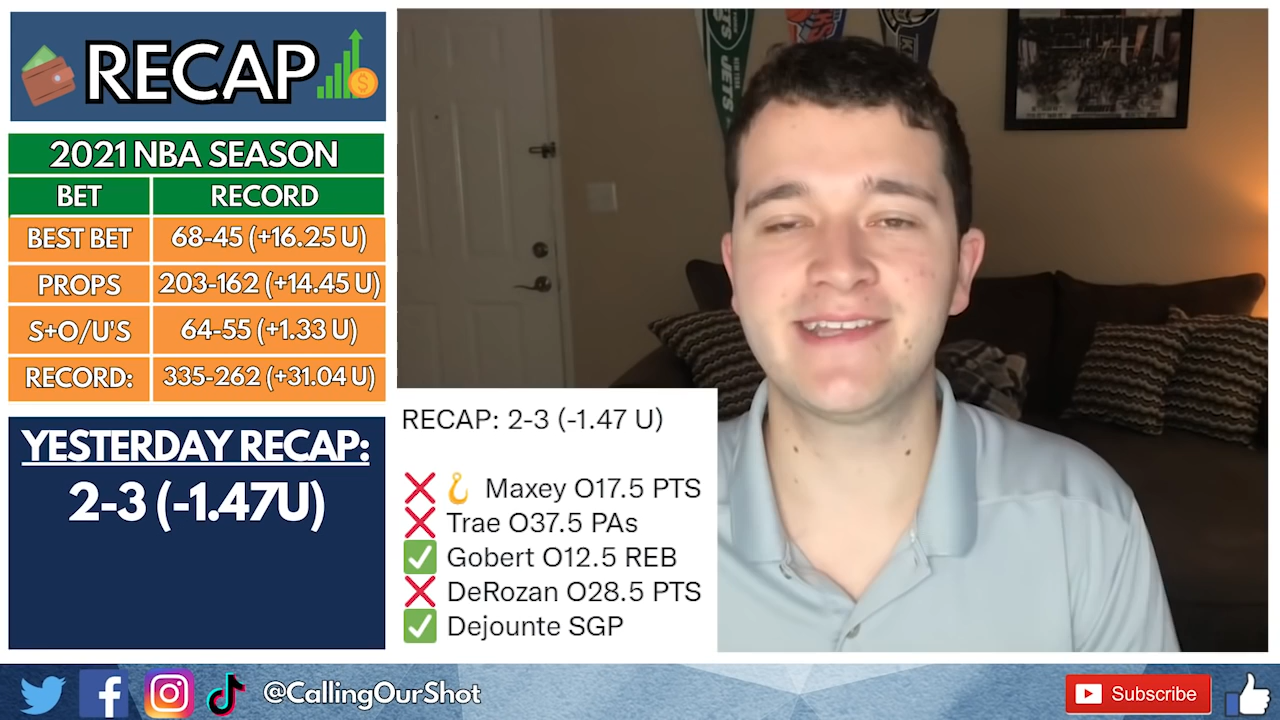 RECAP
2021 NBA SEASON
BET RECORD
BEST BET 68-45 (+16.25 U)
PROPS 203-162 (+14.45 U)
S+O/U'S 64-55 (+1.33 U)
RECORD: 335-262 (+31.04 U)
YESTERDAY RECAP:
2-3 (-1.47U)
NEW YORK
JETS
RECAP: 2-3 (-1.47 U)
❌🪝 Maxey O17.5 PTS
❌ Trae O37.5 PAs
✅ Gobert O12.5 REB
❌ DeRozan O28.5 PTS
✅ Dejounte SGP
@CallingOurShot
Subscribe